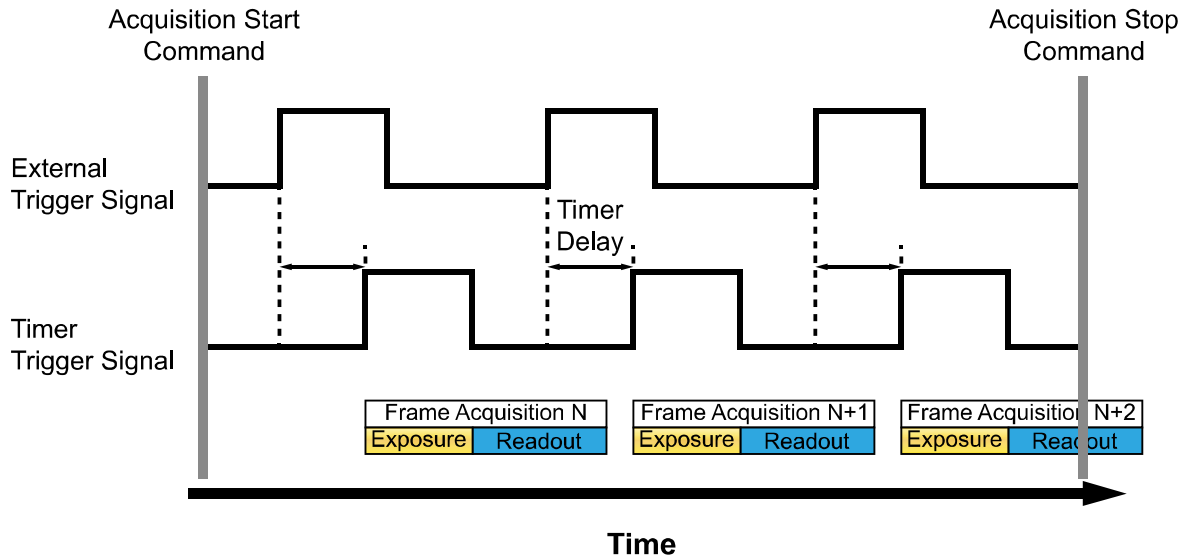 Acquisition Start
Command
Acquisition Stop
Command
External
Trigger Signal
Timer
Delay
Timer
Trigger Signal
Frame Acquisition N
Frame Acquisition N+1
Frame Acquisition N+2
Exposure
Readout
Exposure
Readout
Exposure
Readout
Time